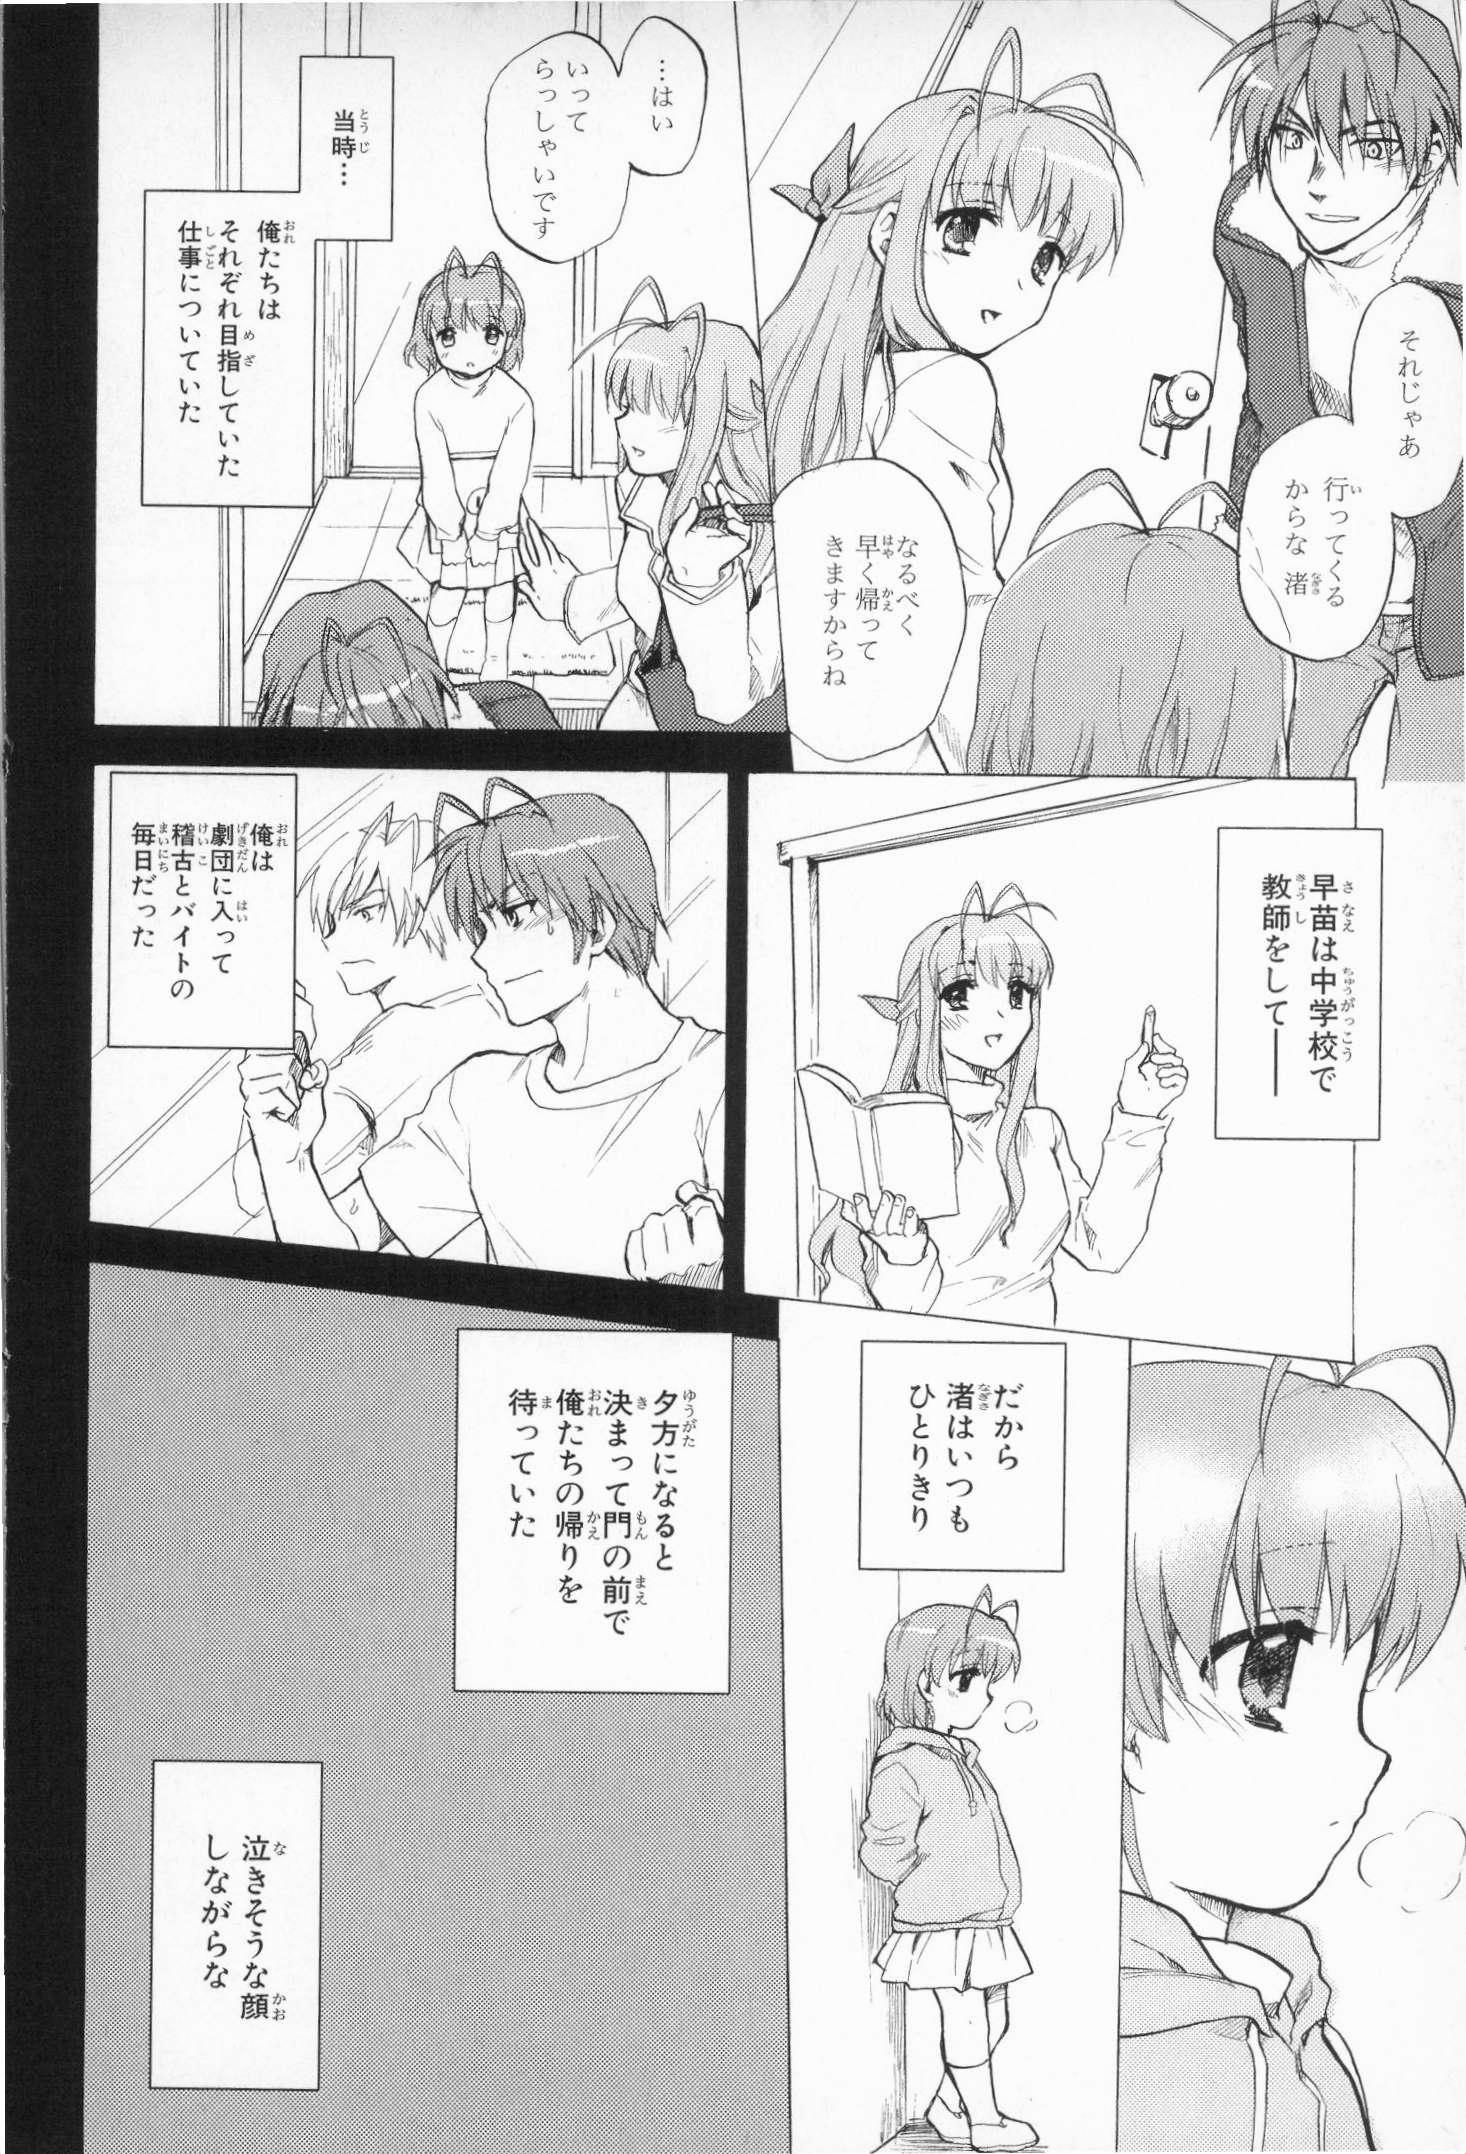 それじゃあ
行ってくる
からな 渚
なるべく
早く帰って
きますからね
…はい
いって
らっしゃいです
当時…
俺たちは
それぞれ目指していた
仕事についていた
早苗は中学校で
教師をして――
俺は
劇団に入って
稽古とバイトの
毎日だった
だから
渚はいつも
ひとりきり
夕方になると
決まって門の前で
俺たちの帰りを
待っていた
泣きそうな顔
しながらな